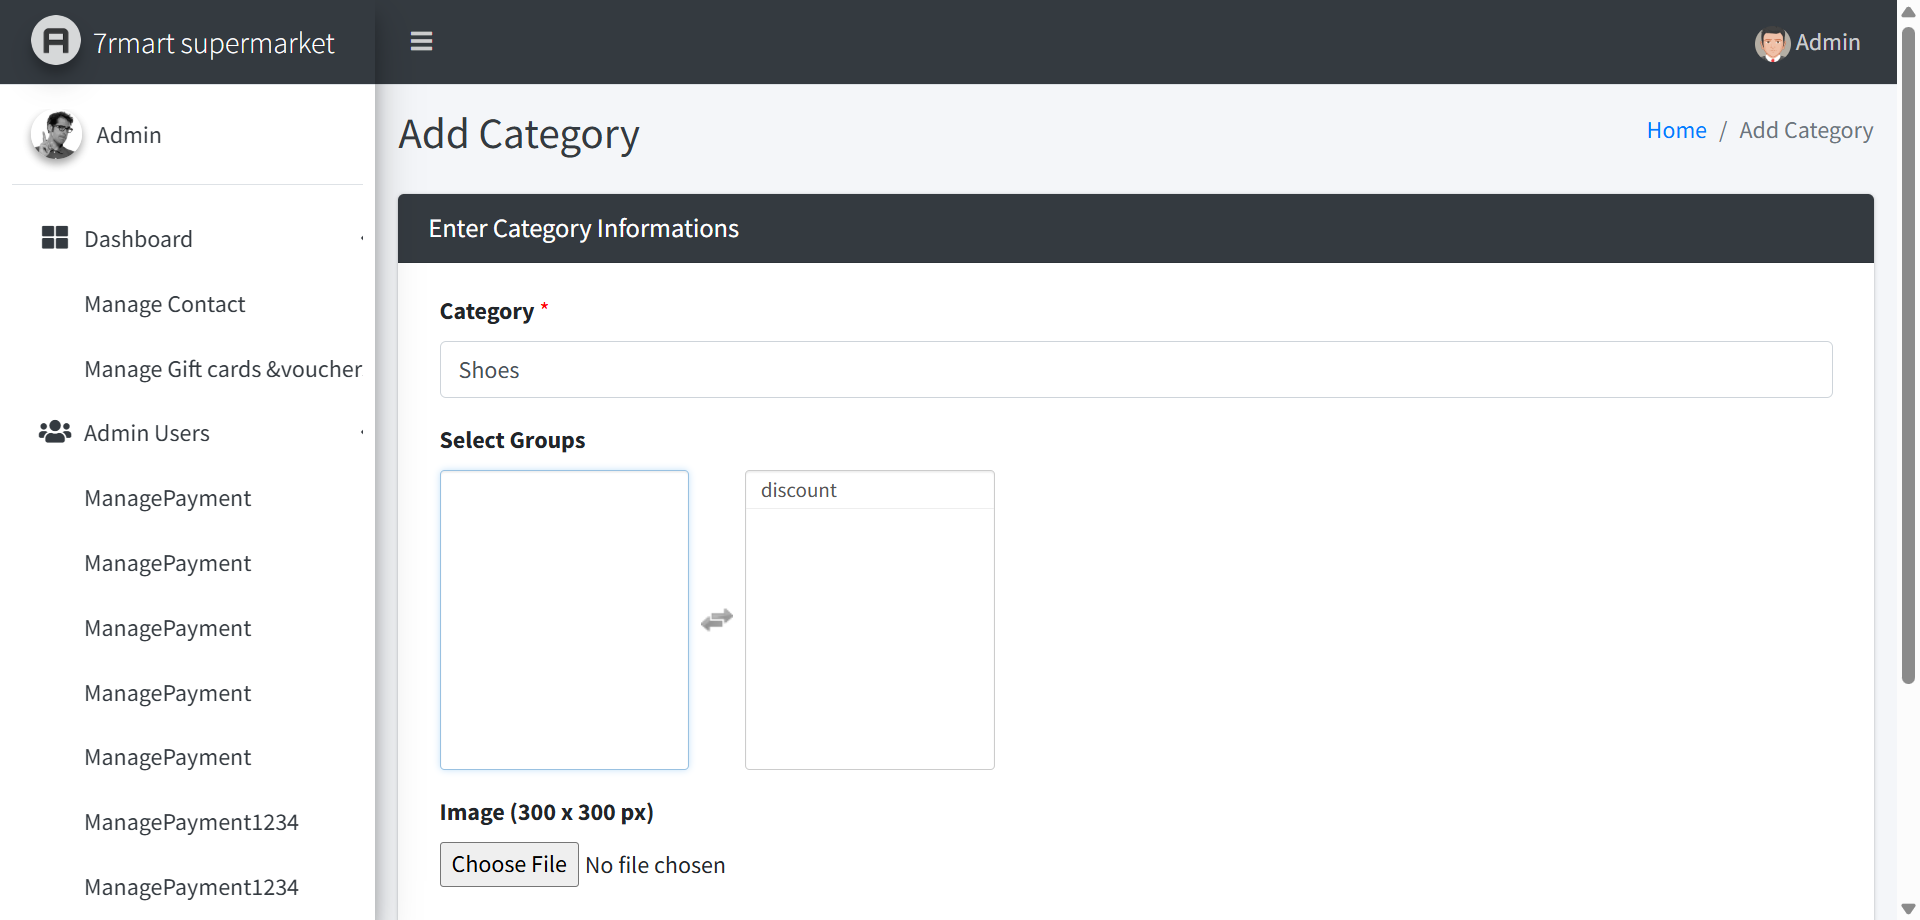 7rmart supermarket
Admin
Admin
Add Category
Home / Add Category
Dashboard
Manage Contact
Manage Gift cards &voucher
Admin Users
ManagePayment
ManagePayment
ManagePayment
ManagePayment
ManagePayment
ManagePayment1234
ManagePayment1234
Enter Category Informations
Category *
Shoes
Select Groups
discount
Image (300 x 300 px)
Choose File No file chosen